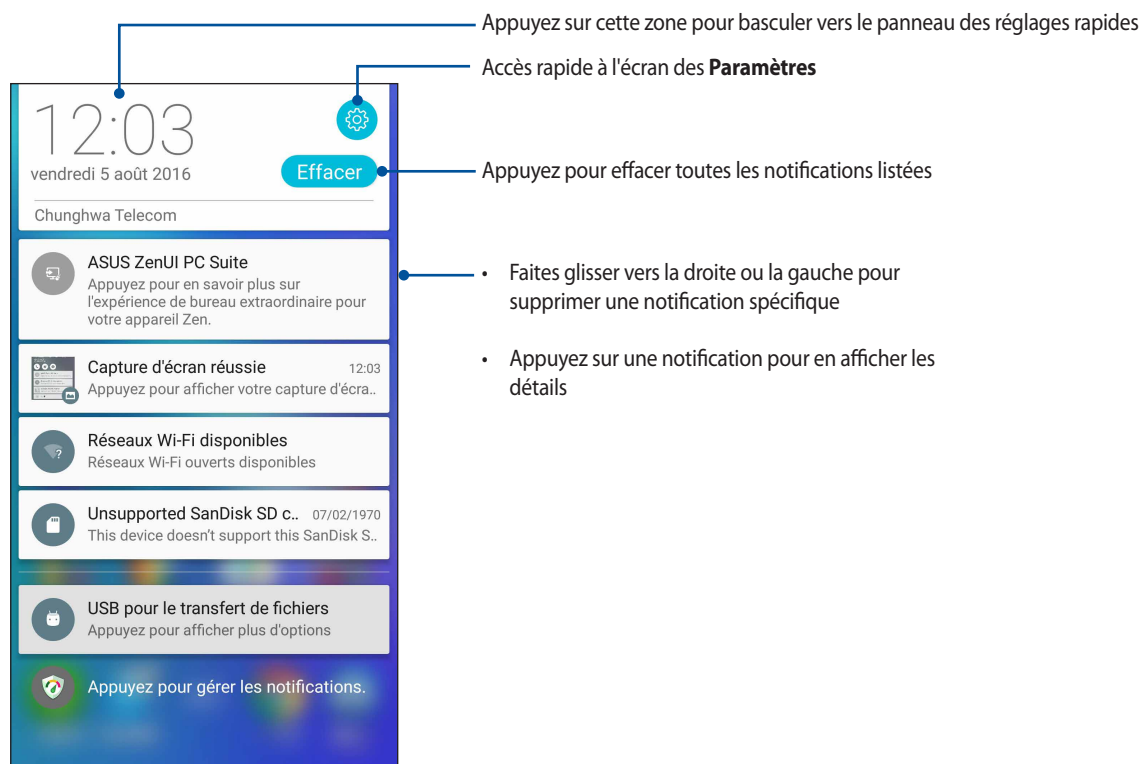 Appuyez sur cette zone pour basculer vers le panneau des réglages rapides
Accès rapide à l'écran des Paramètres
12:03
vendredi 5 août 2016
Effacer
Appuyez pour effacer toutes les notifications listées
Chunghwa Telecom
ASUS ZenUI PC Suite
Appuyez pour en savoir plus sur
l'expérience de bureau extraordinaire pour
votre appareil Zen.
• Faites glisser vers la droite ou la gauche pour
supprimer une notification spécifique
• Appuyez sur une notification pour en afficher les
détails
Capture d'écran réussie 12:03
Appuyez pour afficher votre capture d'écra..
Réseaux Wi-Fi disponibles
Réseaux Wi-Fi ouverts disponibles
Unsupported SanDisk SD c.. 07/02/1970
This device doesn't support this SanDisk S..
USB pour le transfert de fichiers
Appuyez pour afficher plus d'options
Appuyez pour gérer les notifications.